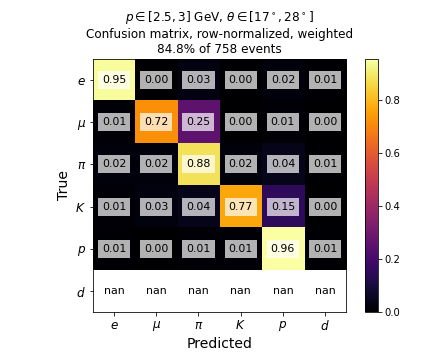 p ∈ [2.5, 3] GeV, θ ∈ [17°, 28°]
Confusion matrix, row-normalized, weighted
84.8% of 758 events
e 0.95 0.00 0.03 0.00 0.02 0.01
μ 0.01 0.72 0.25 0.00 0.01 0.00
π 0.02 0.02 0.88 0.02 0.04 0.01
K 0.01 0.03 0.04 0.77 0.15 0.00
p 0.01 0.00 0.01 0.01 0.96 0.01
d nan nan nan nan nan nan
e μ π K p d
True
Predicted
0.8
0.6
0.4
0.2
0.0